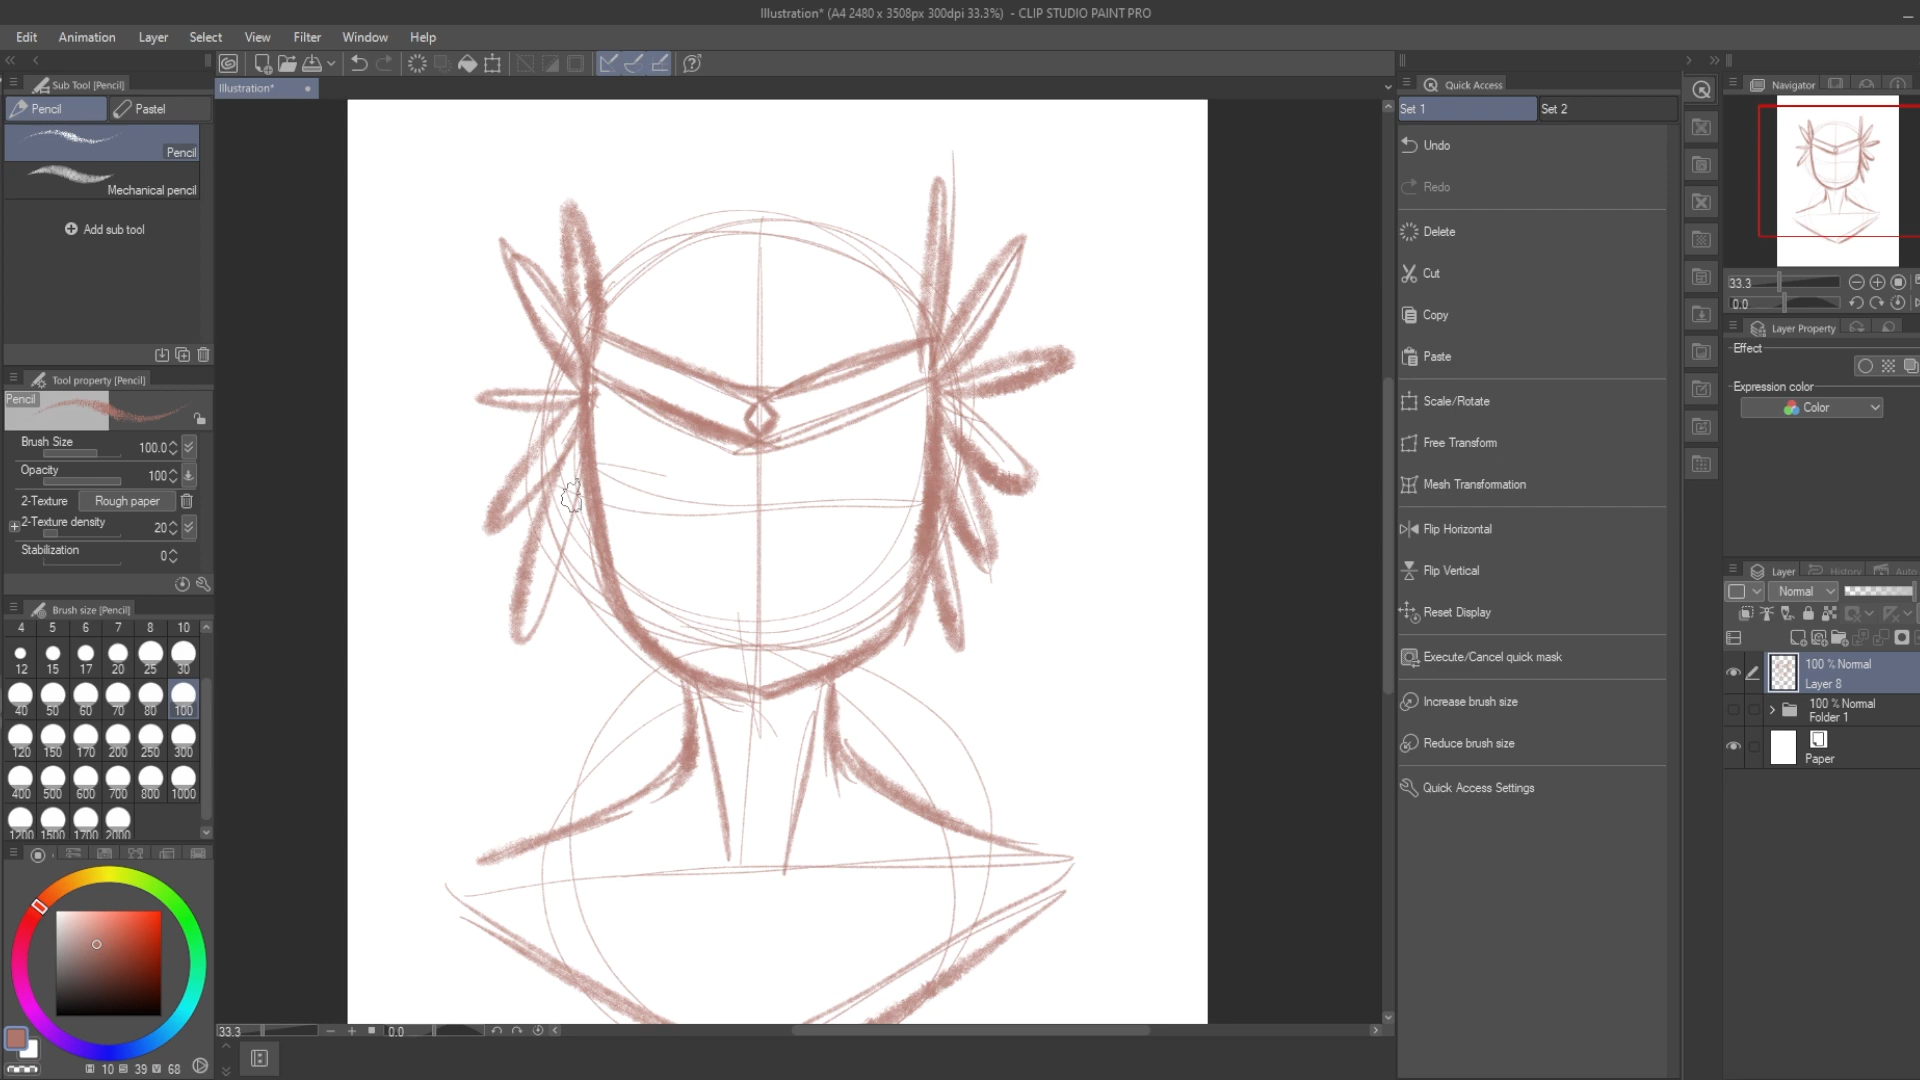 Illustration* (A4 2480 x 3508px 300dpi 33.3%) - CLIP STUDIO PAINT PRO
Edit Animation Layer Select View Filter Window Help
Sub Tool [Pencil]
Pencil Pastel
Pencil
Mechanical pencil
Add sub tool
Tool property [Pencil]
Pencil
Brush Size 100.0
Opacity 100
2-Texture Rough paper
2-Texture density 20
Stabilization 0
Brush size [Pencil]
4 5 6 7 8 10
12 15 17 20 25 30
40 50 60 70 80 100
120 150 170 200 250 300
400 500 600 700 800 1000
1200 1500 1700 2000
10 39 68
Illustration*
33.3 0.0
Quick Access
Set 1 Set 2
Undo
Redo
Delete
Cut
Copy
Paste
Scale/Rotate
Free Transform
Mesh Transformation
Flip Horizontal
Flip Vertical
Reset Display
Execute/Cancel quick mask
Increase brush size
Reduce brush size
Quick Access Settings
Navigator
33.3
0.0
Layer Property
Effect
Expression color
Color
Layer History Auto
Normal
100 % Normal
Layer 8
100 % Normal
Folder 1
Paper